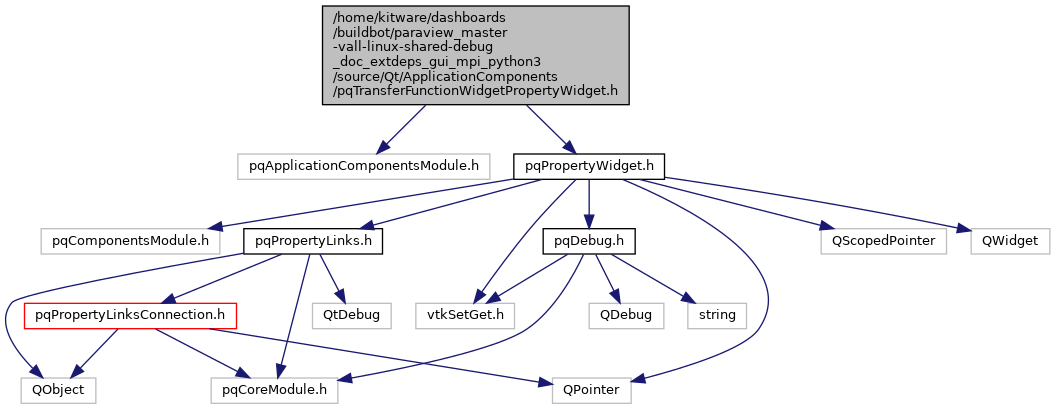 /home/kitware/dashboards
/buildbot/paraview_master
-vall-linux-shared-debug
_doc_extdeps_gui_mpi_python3
/source/Qt/ApplicationComponents
/pqTransferFunctionWidgetPropertyWidget.h
pqApplicationComponentsModule.h
pqPropertyWidget.h
pqComponentsModule.h
pqPropertyLinks.h
pqDebug.h
QScopedPointer
QWidget
pqPropertyLinksConnection.h
QtDebug
vtkSetGet.h
QDebug
string
QObject
pqCoreModule.h
QPointer